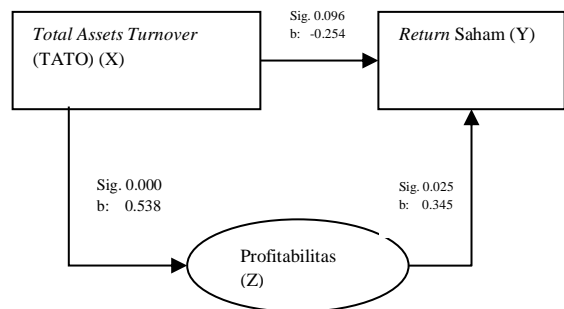 Total Assets Turnover
(TATO) (X)
Sig. 0.096
b: -0.254
Return Saham (Y)
Sig. 0.000
b: 0.538
Sig. 0.025
b: 0.345
Profitabilitas
(Z)